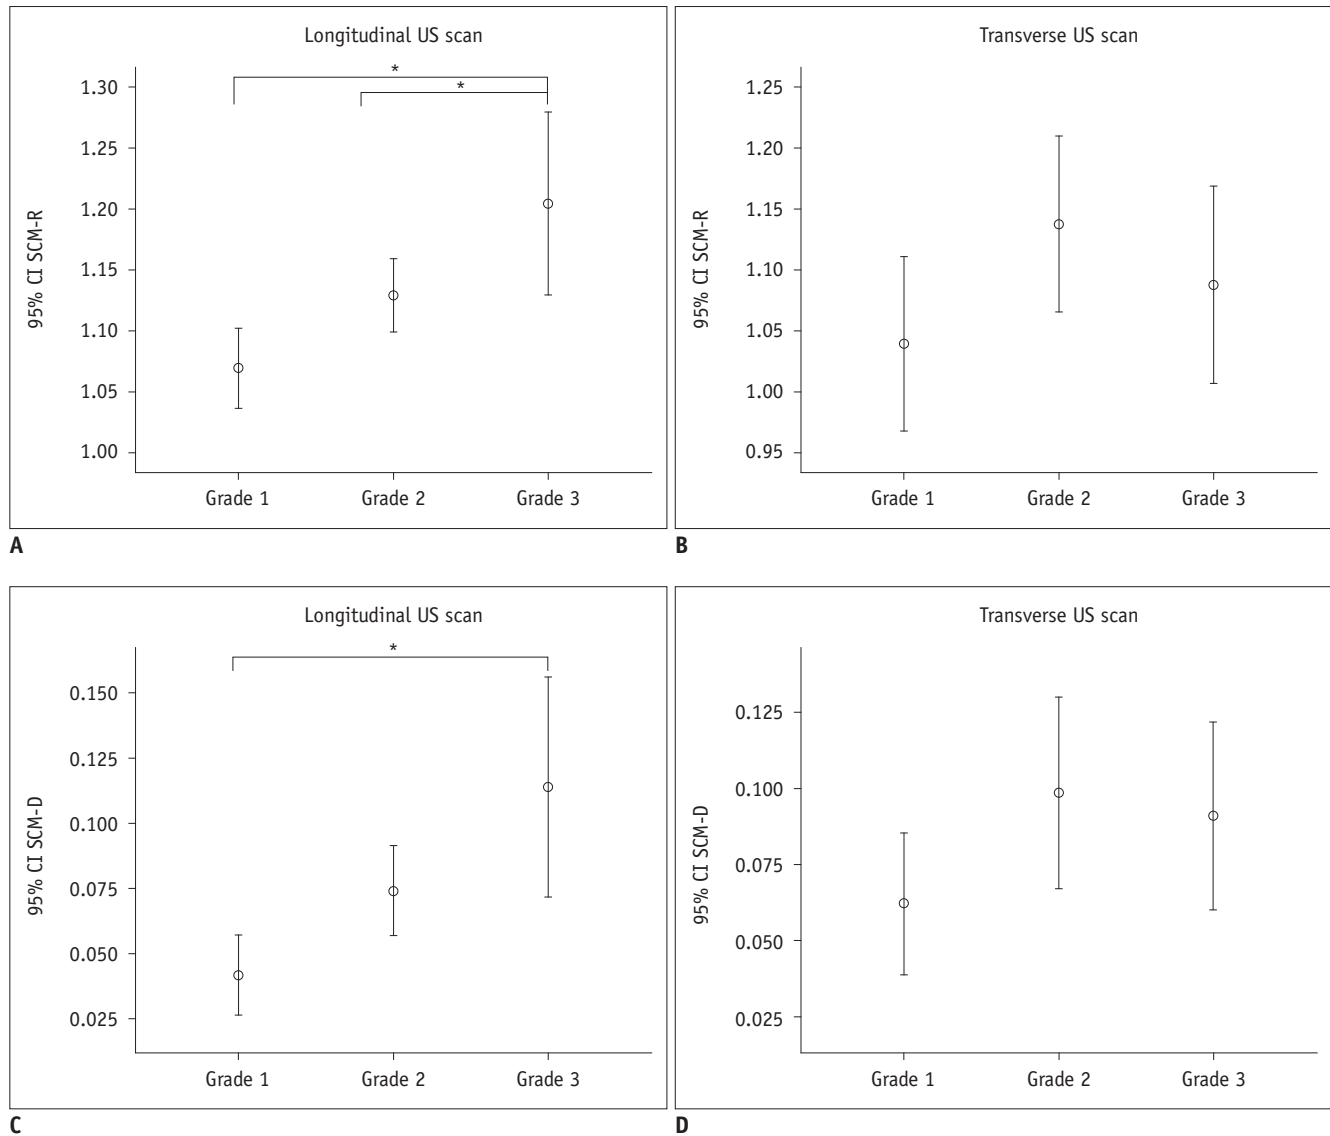 Longitudinal US scan
*
*
1.30
1.25
1.20
1.15
1.10
1.05
1.00
95% CI SCM-R
Grade 1 Grade 2 Grade 3
A
Transverse US scan
1.25
1.20
1.15
1.10
1.05
1.00
0.95
95% CI SCM-R
Grade 1 Grade 2 Grade 3
B
Longitudinal US scan
*
0.150
0.125
0.100
0.075
0.050
0.025
95% CI SCM-D
Grade 1 Grade 2 Grade 3
C
Transverse US scan
0.125
0.100
0.075
0.050
0.025
95% CI SCM-D
Grade 1 Grade 2 Grade 3
D